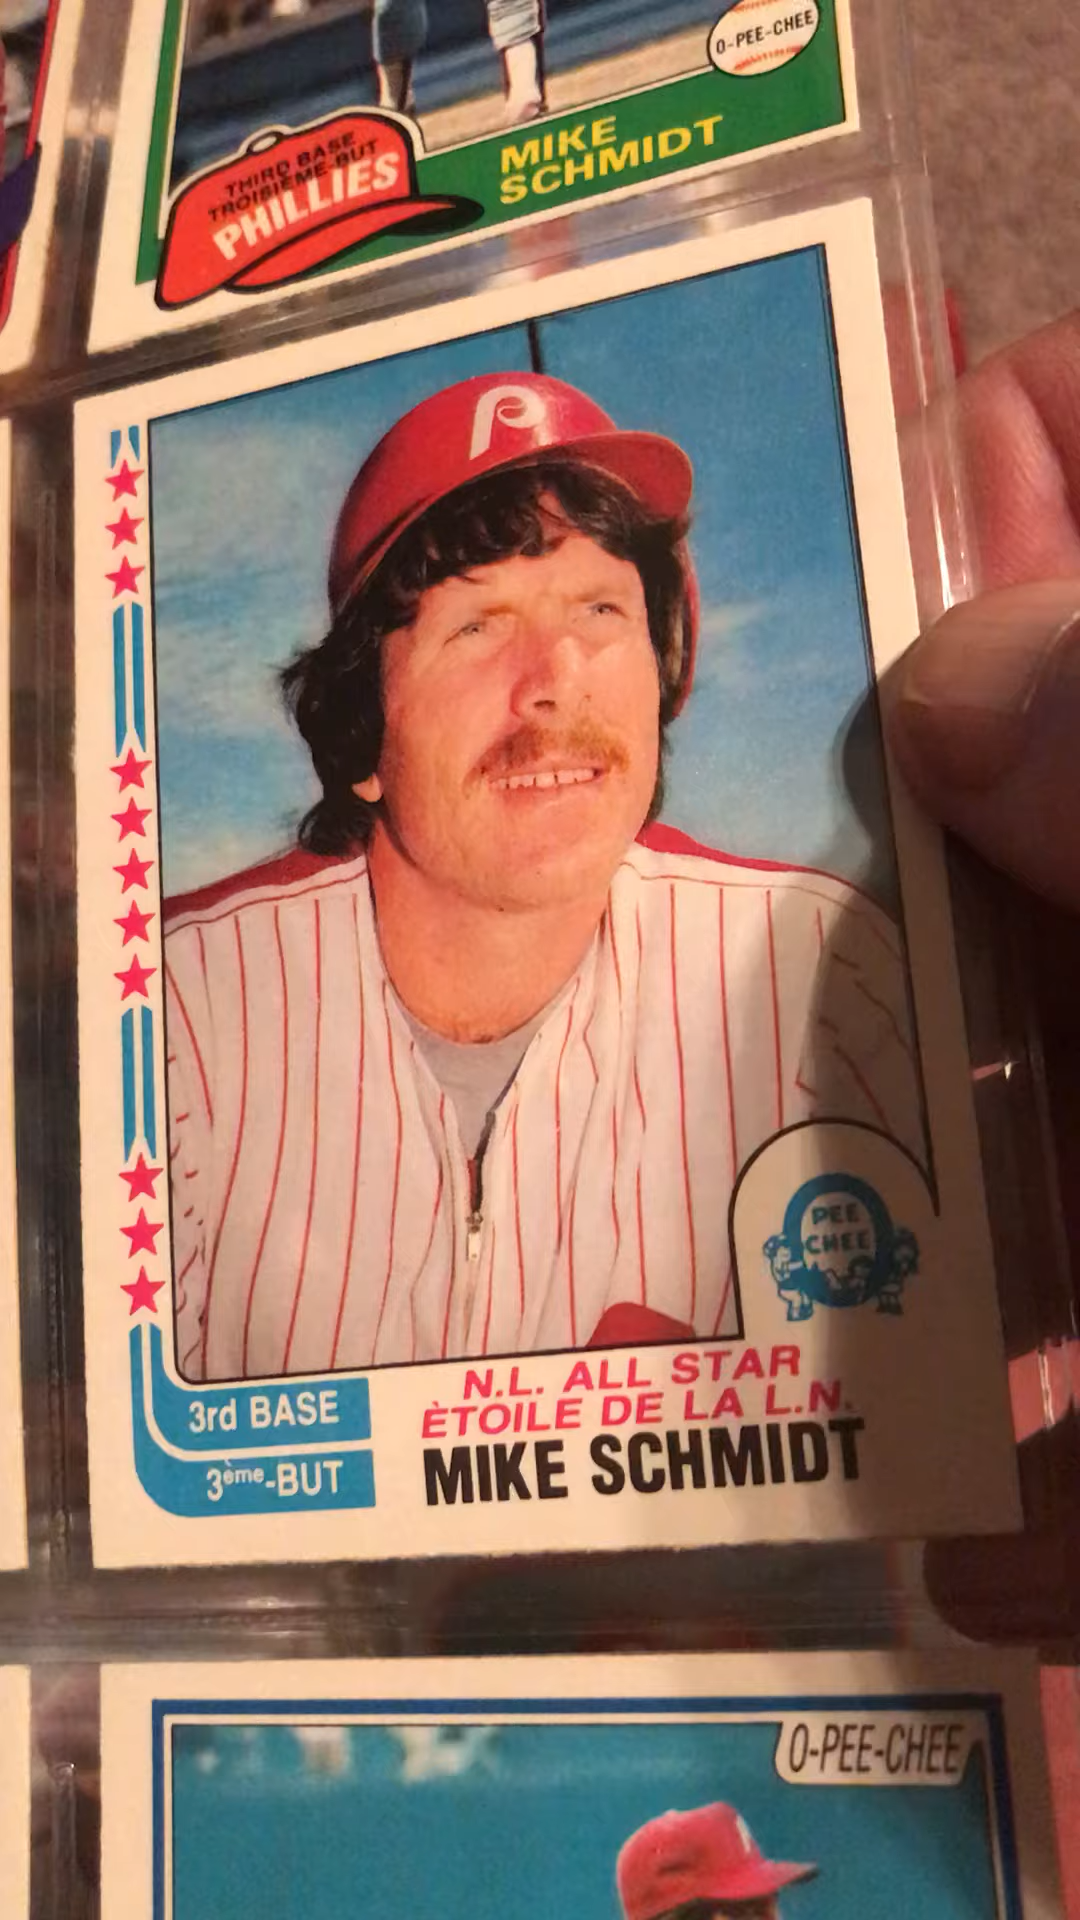 O-PEE-CHEE
THIRD BASE
TROISIÈME-BUT
PHILLIES
MIKE
SCHMIDT
P
PEE
CHEE
3rd BASE
3ème-BUT
N.L. ALL STAR
ÈTOILE DE LA L.N.
MIKE SCHMIDT
O-PEE-CHEE